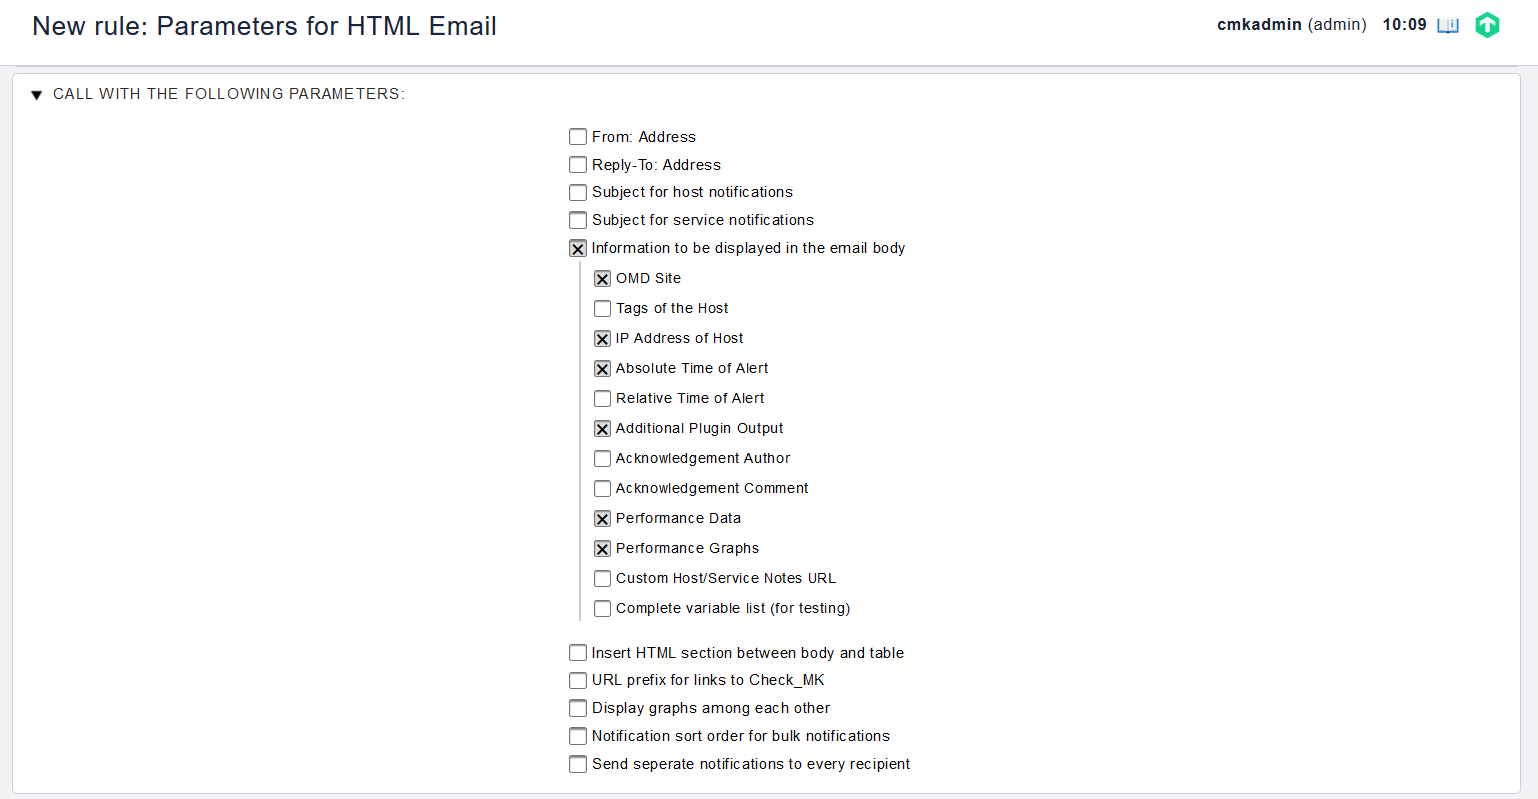 New rule: Parameters for HTML Email
cmkadmin (admin) 10:09
CALL WITH THE FOLLOWING PARAMETERS:
From: Address
Reply-To: Address
Subject for host notifications
Subject for service notifications
Information to be displayed in the email body
OMD Site
Tags of the Host
IP Address of Host
Absolute Time of Alert
Relative Time of Alert
Additional Plugin Output
Acknowledgement Author
Acknowledgement Comment
Performance Data
Performance Graphs
Custom Host/Service Notes URL
Complete variable list (for testing)
Insert HTML section between body and table
URL prefix for links to Check_MK
Display graphs among each other
Notification sort order for bulk notifications
Send seperate notifications to every recipient